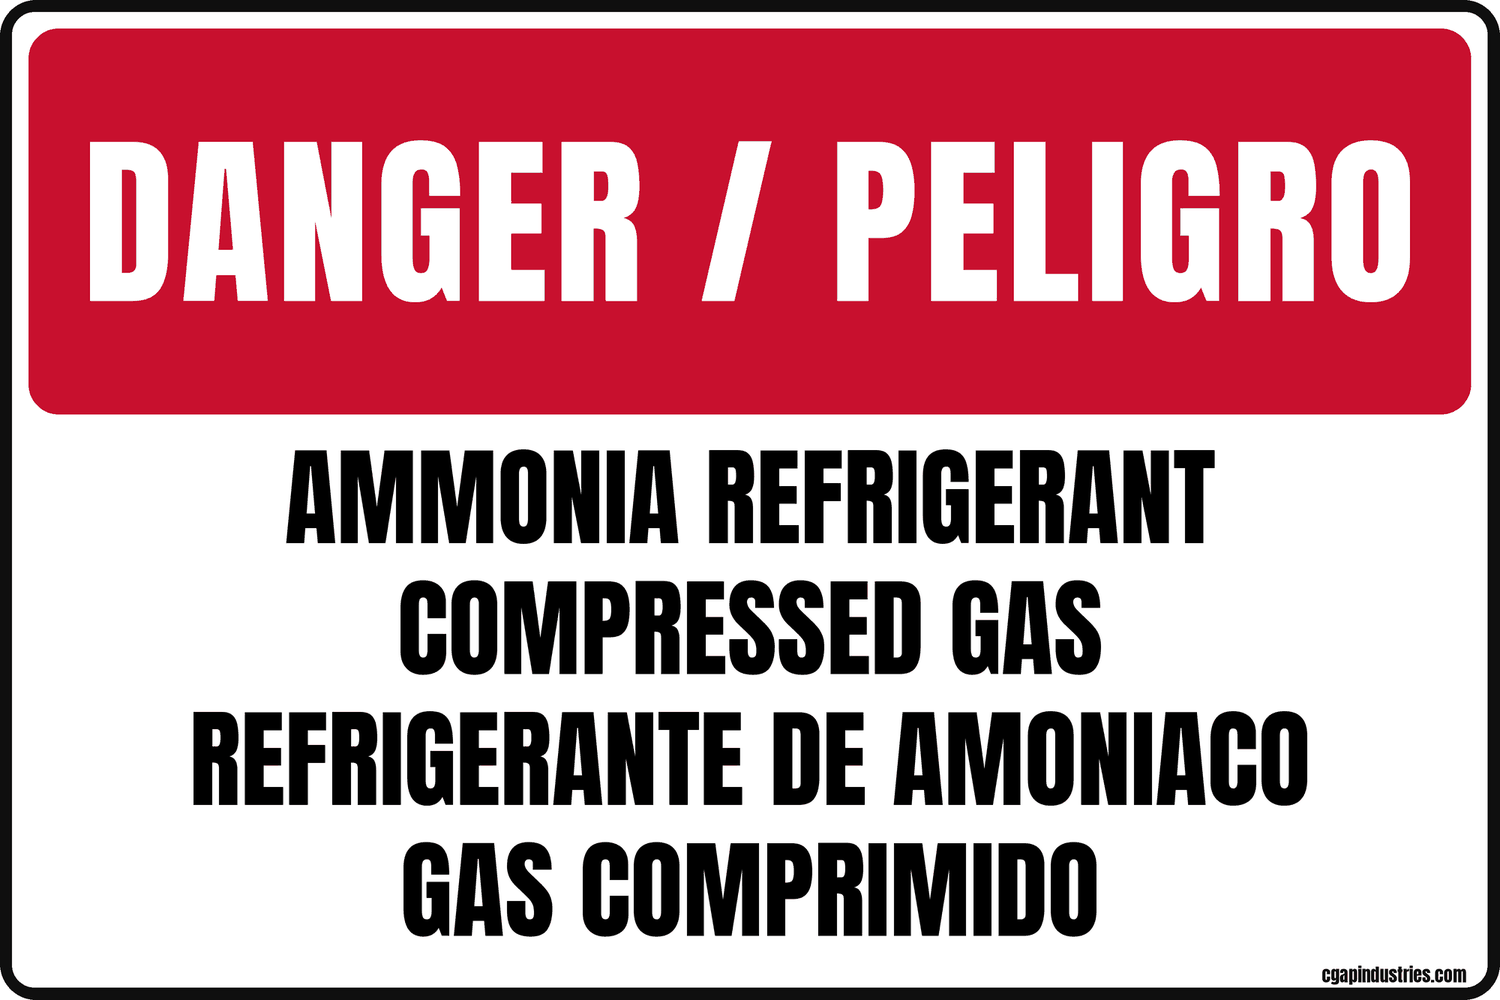 DANGER / PELIGRO
AMMONIA REFRIGERANT
COMPRESSED GAS
REFRIGERANTE DE AMONIACO
GAS COMPRIMIDO
cgapindustries.com